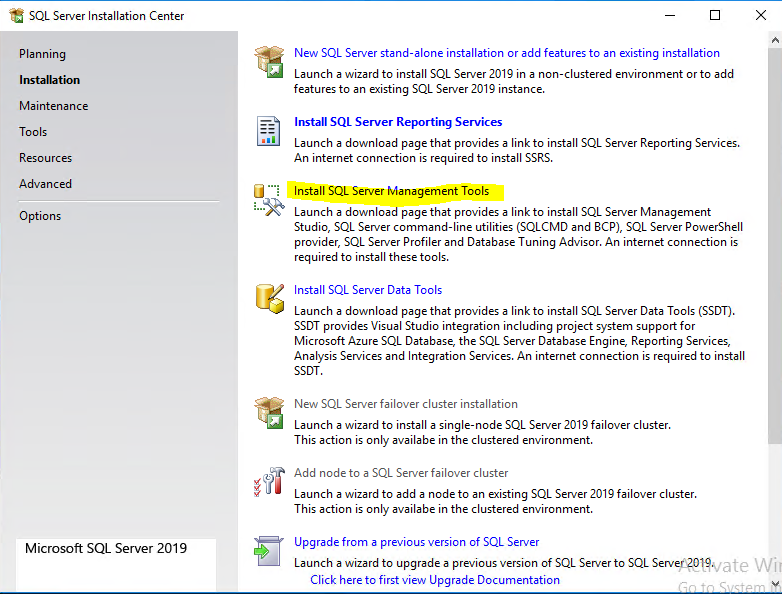 SQL Server Installation Center
Planning
Installation
Maintenance
Tools
Resources
Advanced
Options
Microsoft SQL Server 2019
New SQL Server stand-alone installation or add features to an existing installation
Launch a wizard to install SQL Server 2019 in a non-clustered environment or to add
features to an existing SQL Server 2019 instance.
Install SQL Server Reporting Services
Launch a download page that provides a link to install SQL Server Reporting Services.
An internet connection is required to install SSRS.
Install SQL Server Management Tools
Launch a download page that provides a link to install SQL Server Management
Studio, SQL Server command-line utilities (SQLCMD and BCP), SQL Server PowerShell
provider, SQL Server Profiler and Database Tuning Advisor. An internet connection is
required to install these tools.
Install SQL Server Data Tools
Launch a download page that provides a link to install SQL Server Data Tools (SSDT).
SSDT provides Visual Studio integration including project system support for
Microsoft Azure SQL Database, the SQL Server Database Engine, Reporting Services,
Analysis Services and Integration Services. An internet connection is required to install
SSDT.
New SQL Server failover cluster installation
Launch a wizard to install a single-node SQL Server 2019 failover cluster.
This action is only availabe in the clustered environment.
Add node to a SQL Server failover cluster
Launch a wizard to add a node to an existing SQL Server 2019 failover cluster.
This action is only availabe in the clustered environment.
Upgrade from a previous version of SQL Server
Launch a wizard to upgrade a previous version of SQL Server to SQL Server 2019.
Click here to first view Upgrade Documentation
Activate Win
Go to System in